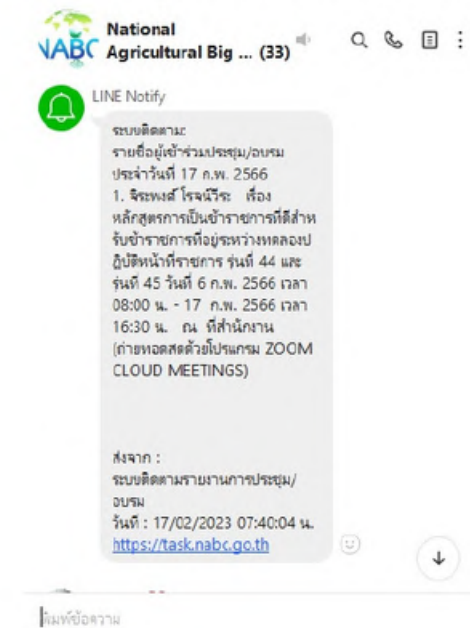 National
NABC Agricultural Big ... (33)
LINE Notify
ระบบติดตาม:
รายชื่อผู้เข้าร่วมประชุม/อบรม
ประจำวันที่ 17 ก.พ. 2566
1. จิระพงศ์ โรจน์วีระ เรื่อง
หลักสูตรการเป็นข้าราชการที่ดีสำห
รับข้าราชการที่อยู่ระหว่างทดลองป
ฏิบัติหน้าที่ราชการ รุ่นที่ 44 และ
รุ่นที่ 45 วันที่ 6 ก.พ. 2566 เวลา
08:00 น. - 17 ก.พ. 2566 เวลา
16:30 น. ณ ที่สำนักงาน
(ถ่ายทอดสดด้วยโปรแกรม ZOOM
CLOUD MEETINGS)
ส่งจาก :
ระบบติดตามรายงานการประชุม/
อบรม
วันที่ : 17/02/2023 07:40:04 น.
https://task.nabc.go.th
พิมพ์ข้อความ